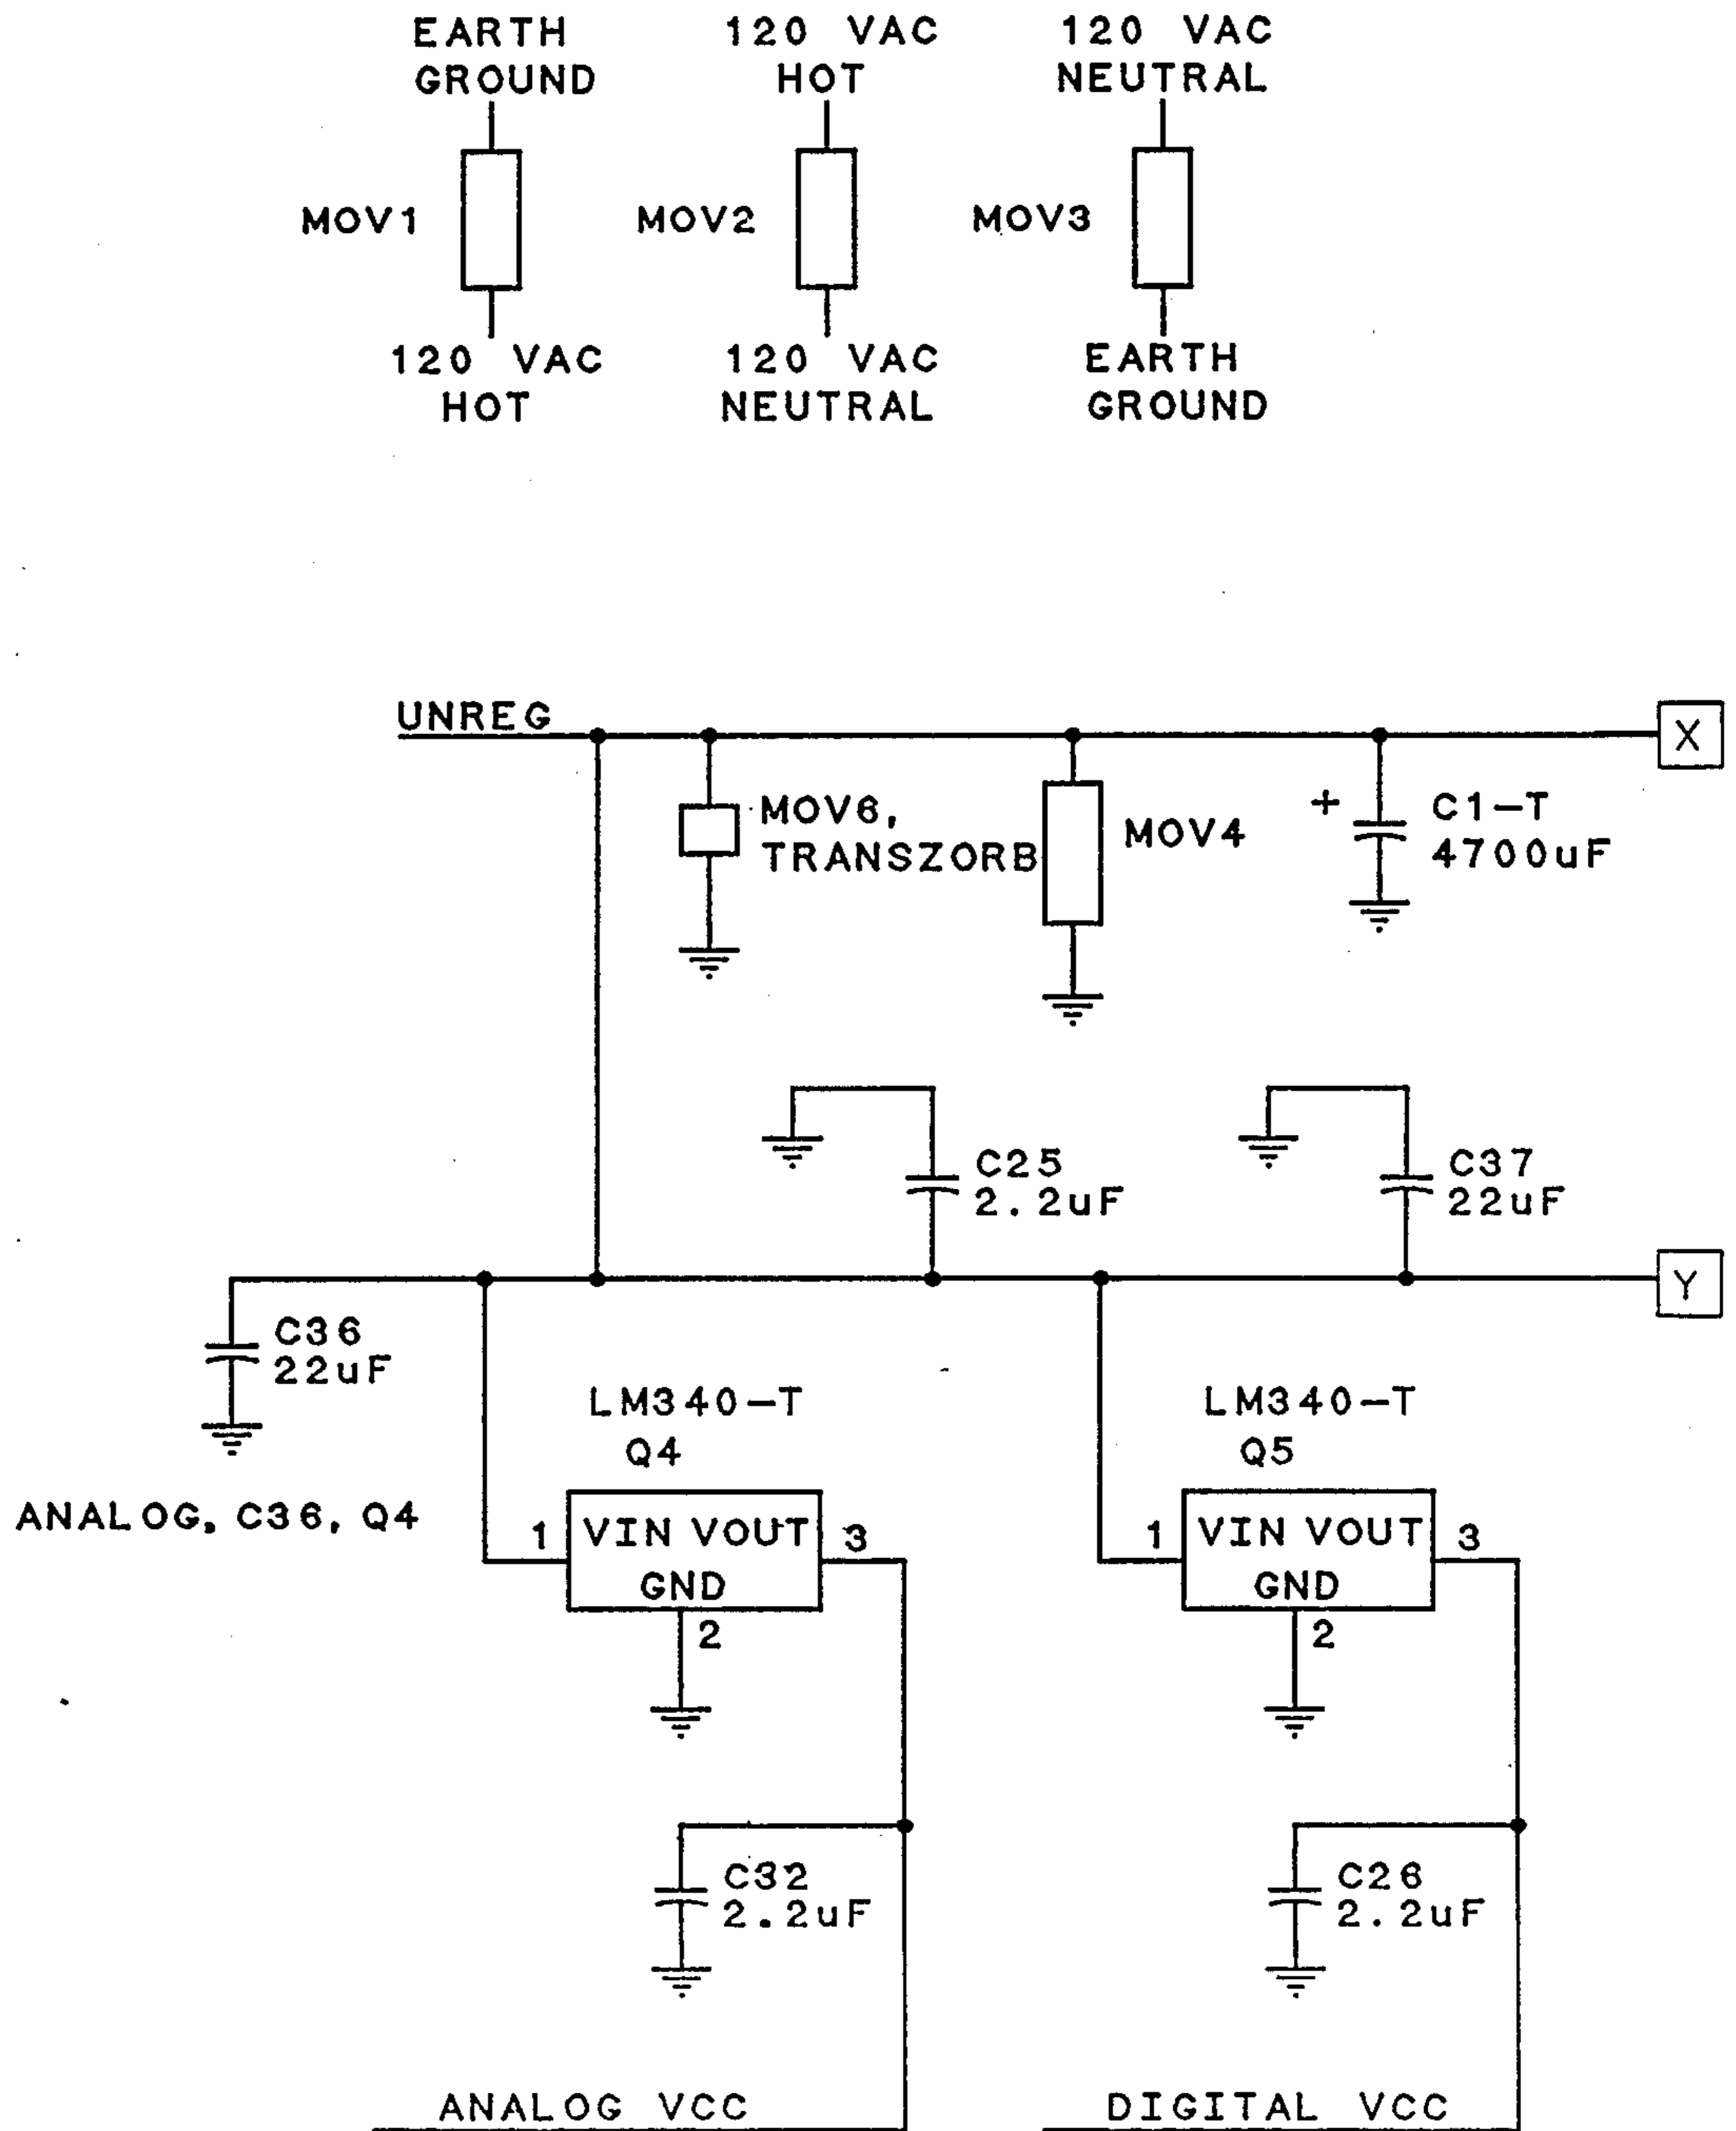 EARTH
GROUND
120 VAC
HOT
120 VAC
NEUTRAL
MOV1
MOV2
MOV3
120 VAC
HOT
120 VAC
NEUTRAL
EARTH
GROUND
UNREG
X
MOV6,
TRANSZORB
MOV4
+
C1-T
4700uF
C25
2.2uF
C37
22uF
Y
C36
22uF
LM340-T
Q4
LM340-T
Q5
ANALOG, C36, Q4
1
VIN VOUT
3
GND
2
1
VIN VOUT
3
GND
2
C32
2.2uF
C26
2.2uF
ANALOG VCC
DIGITAL VCC